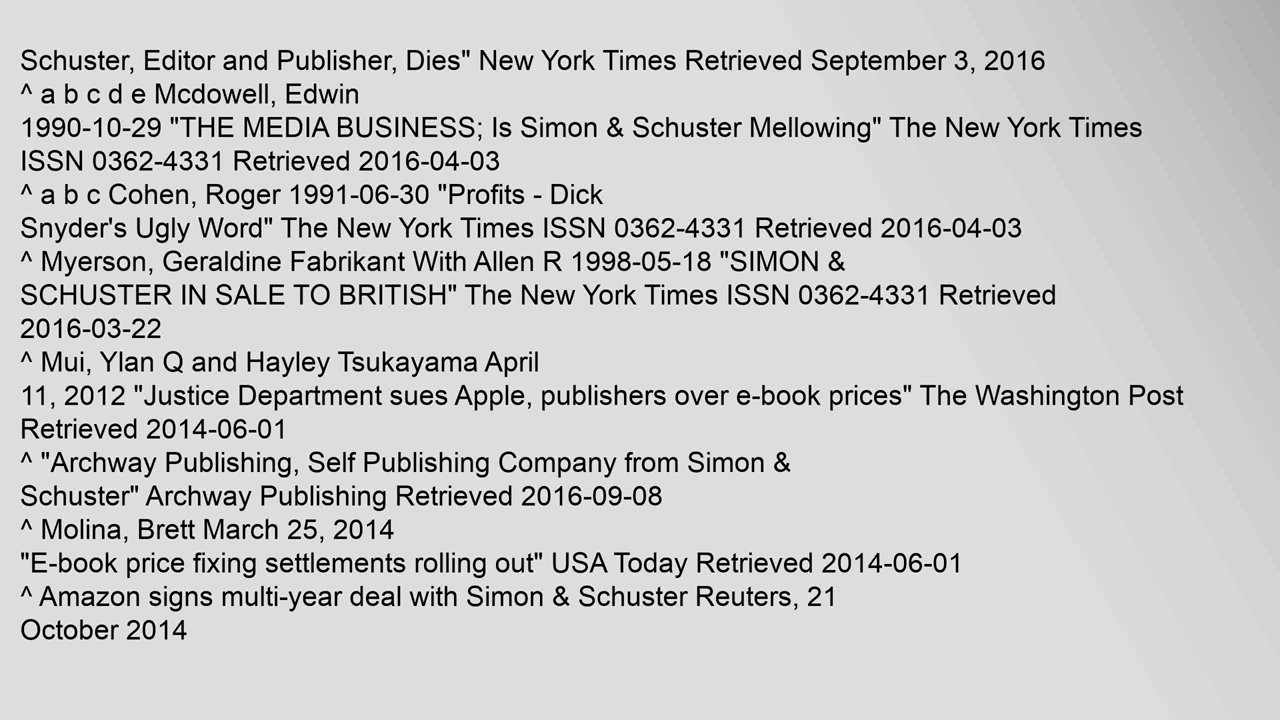 Schuster, Editor and Publisher, Dies" New York Times Retrieved September 3, 2016
^ a b c d e Mcdowell, Edwin
1990-10-29 "THE MEDIA BUSINESS; Is Simon & Schuster Mellowing" The New York Times
ISSN 0362-4331 Retrieved 2016-04-03
^ a b c Cohen, Roger 1991-06-30 "Profits - Dick
Snyder's Ugly Word" The New York Times ISSN 0362-4331 Retrieved 2016-04-03
^ Myerson, Geraldine Fabrikant With Allen R 1998-05-18 "SIMON &
SCHUSTER IN SALE TO BRITISH" The New York Times ISSN 0362-4331 Retrieved
2016-03-22
^ Mui, Ylan Q and Hayley Tsukayama April
11, 2012 "Justice Department sues Apple, publishers over e-book prices" The Washington Post
Retrieved 2014-06-01
^ "Archway Publishing, Self Publishing Company from Simon &
Schuster" Archway Publishing Retrieved 2016-09-08
^ Molina, Brett March 25, 2014
"E-book price fixing settlements rolling out" USA Today Retrieved 2014-06-01
^ Amazon signs multi-year deal with Simon & Schuster Reuters, 21
October 2014